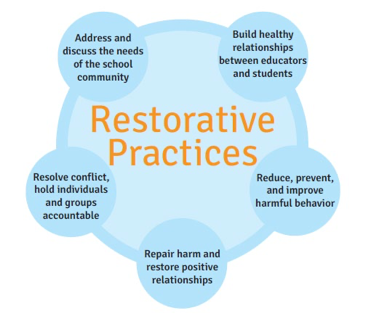 Address and
discuss the needs
of the school
community
Build healthy
relationships
between educators
and students
Restorative
Practices
Resolve conflict,
hold individuals
and groups
accountable
Reduce, prevent,
and improve
harmful behavior
Repair harm and
restore positive
relationships